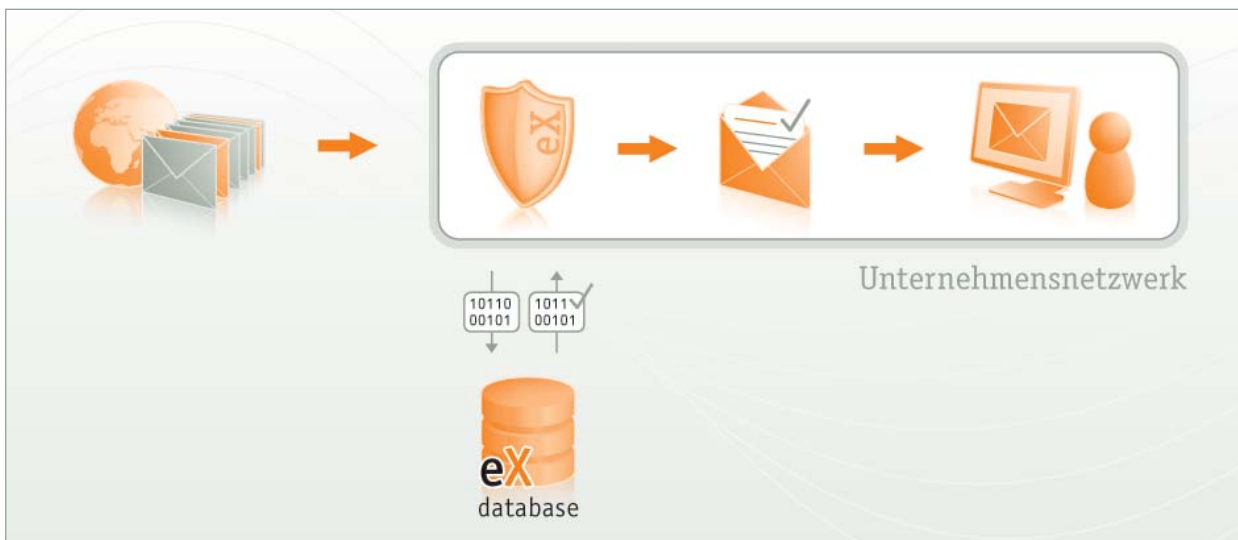 eX
Unternehmensnetzwerk
10110
00101
1011
00101
eX
database